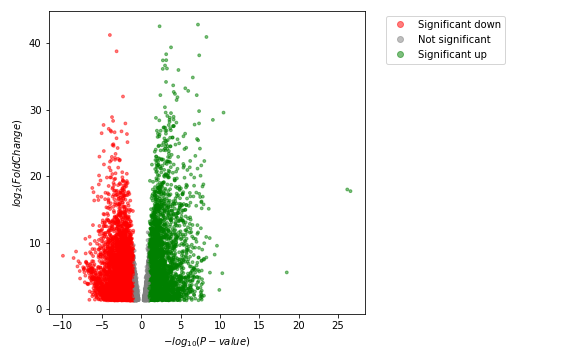 Significant down
Not significant
Significant up
40
30
20
10
0
log₂(FoldChange)
−10
−5
0
5
10
15
20
25
−log₁₀(P − value)